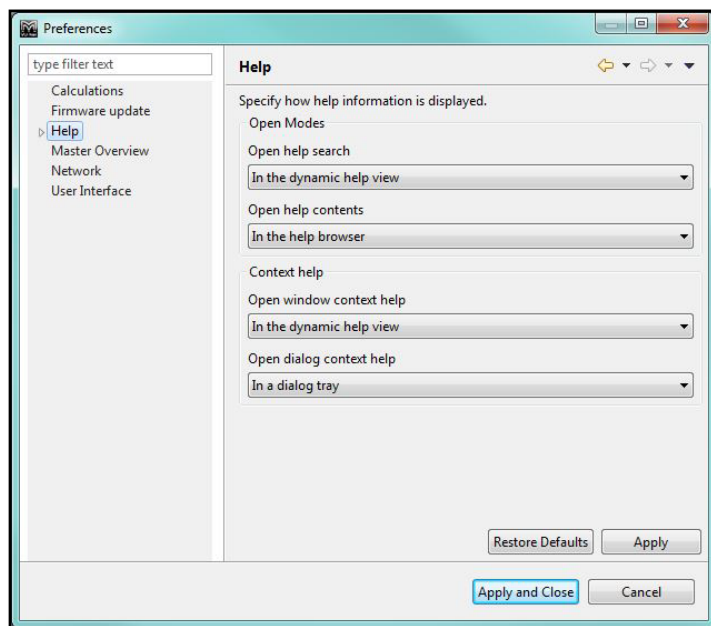 Preferences
type filter text
Calculations
Firmware update
Help
Master Overview
Network
User Interface
Help
Specify how help information is displayed.
Open Modes
Open help search
In the dynamic help view
Open help contents
In the help browser
Context help
Open window context help
In the dynamic help view
Open dialog context help
In a dialog tray
Restore Defaults
Apply
Apply and Close
Cancel